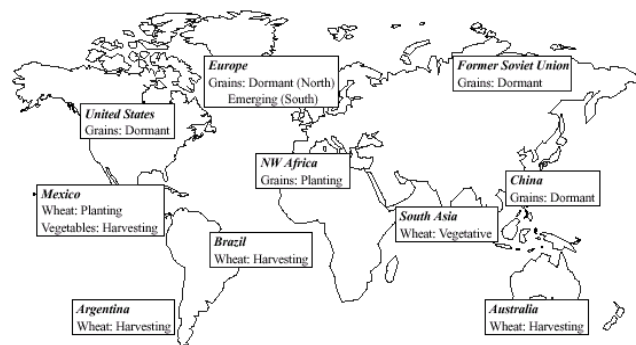 Europe
Grains: Dormant (North)
Emerging (South)
Former Soviet Union
Grains: Dormant
United States
Grains: Dormant
NW Africa
Grains: Planting
China
Grains: Dormant
Mexico
Wheat: Planting
Vegetables: Harvesting
South Asia
Wheat: Vegetative
Brazil
Wheat: Harvesting
Argentina
Wheat: Harvesting
Australia
Wheat: Harvesting